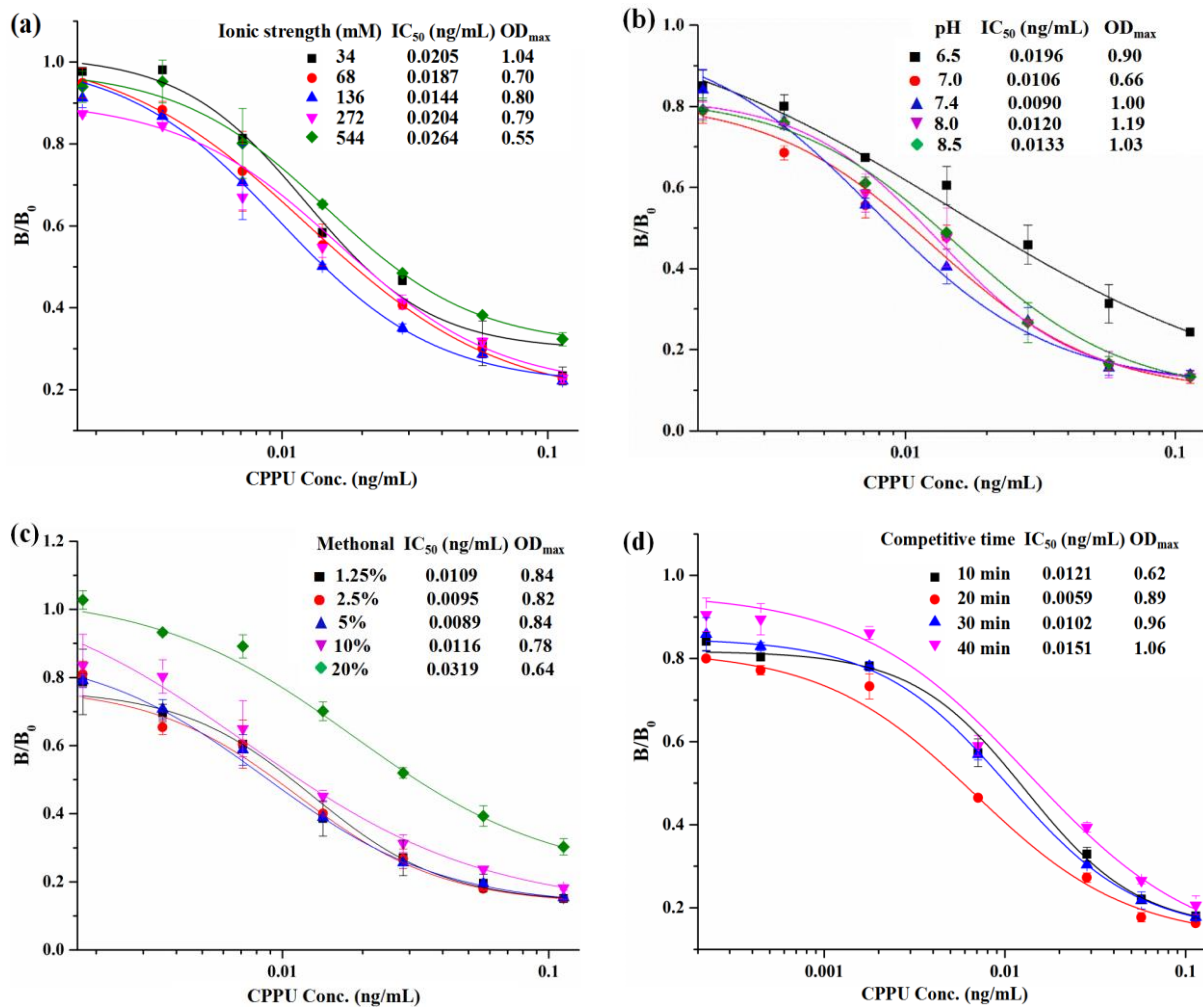 (a)
Ionic strength (mM) IC50 (ng/mL) ODmax
34 0.0205 1.04
68 0.0187 0.70
136 0.0144 0.80
272 0.0204 0.79
544 0.0264 0.55
B/B0
1.0
0.8
0.6
0.4
0.2
0.01 0.1
CPPU Conc. (ng/mL)
(b)
pH IC50 (ng/mL) ODmax
6.5 0.0196 0.90
7.0 0.0106 0.66
7.4 0.0090 1.00
8.0 0.0120 1.19
8.5 0.0133 1.03
B/B0
1.0
0.8
0.6
0.4
0.2
0.0
0.01 0.1
CPPU Conc. (ng/mL)
(c)
Methonal IC50 (ng/mL) ODmax
1.25% 0.0109 0.84
2.5% 0.0095 0.82
5% 0.0089 0.84
10% 0.0116 0.78
20% 0.0319 0.64
B/B0
1.2
1.0
0.8
0.6
0.4
0.2
0.0
0.01 0.1
CPPU Conc. (ng/mL)
(d)
Competitive time IC50 (ng/mL) ODmax
10 min 0.0121 0.62
20 min 0.0059 0.89
30 min 0.0102 0.96
40 min 0.0151 1.06
B/B0
1.0
0.8
0.6
0.4
0.2
0.001 0.01 0.1
CPPU Conc. (ng/mL)